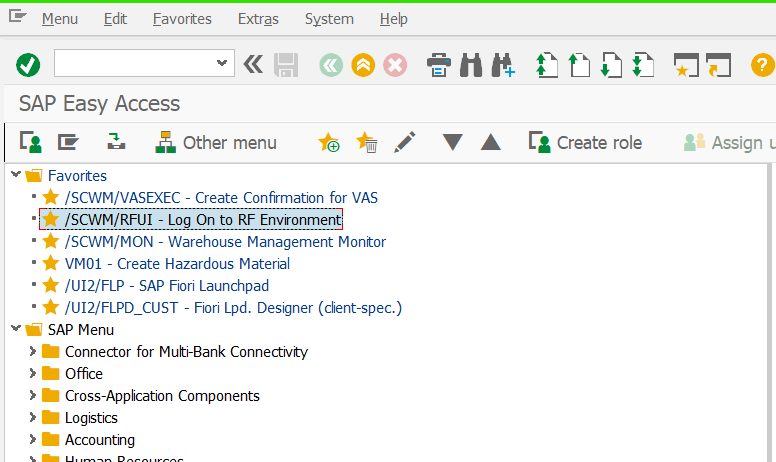 Menu Edit Favorites Extras System Help
SAP Easy Access
Other menu Create role Assign u
Favorites
/SCWM/VASEXEC - Create Confirmation for VAS
/SCWM/RFUI - Log On to RF Environment
/SCWM/MON - Warehouse Management Monitor
VM01 - Create Hazardous Material
/UI2/FLP - SAP Fiori Launchpad
/UI2/FLPD_CUST - Fiori Lpd. Designer (client-spec.)
SAP Menu
Connector for Multi-Bank Connectivity
Office
Cross-Application Components
Logistics
Accounting
Human Resources